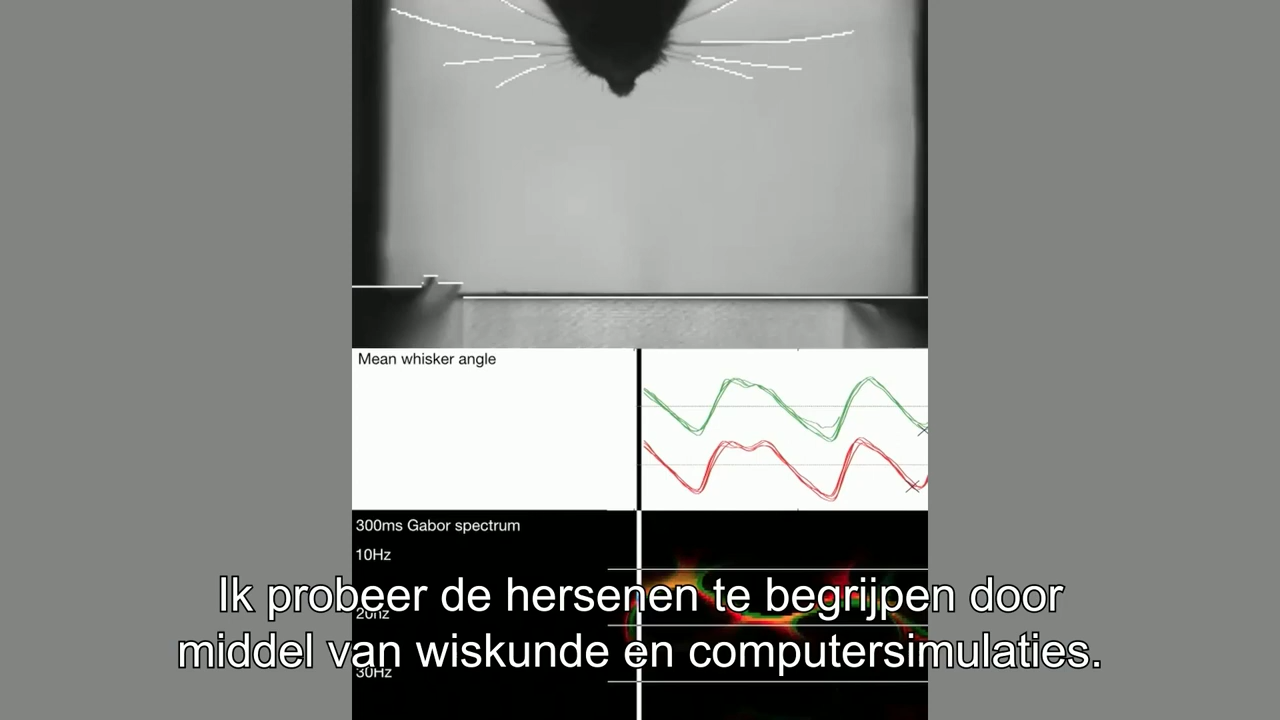 Mean whisker angle
300ms Gabor spectrum
10Hz
20Hz
30Hz
Ik probeer de hersenen te begrijpen door
middel van wiskunde en computersimulaties.